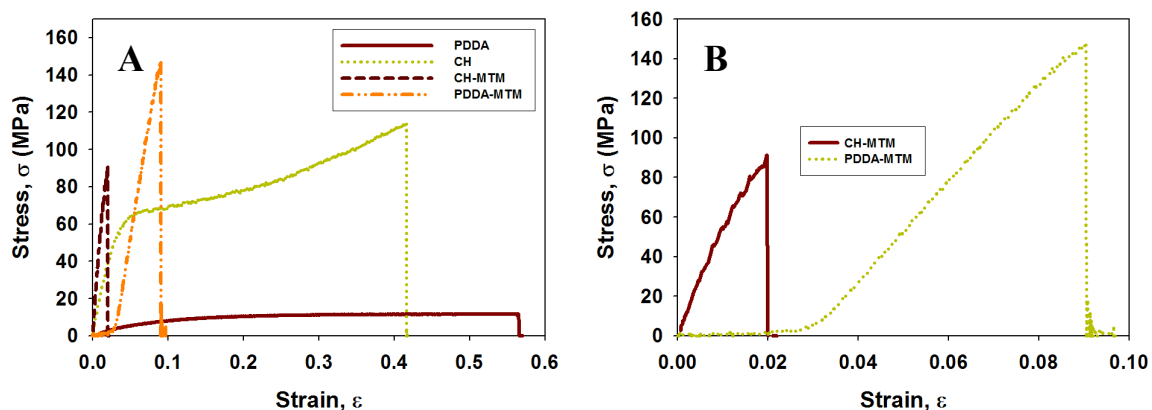 A
PDDA
CH
CH-MTM
PDDA-MTM
160
140
120
100
80
60
40
20
0
Stress, σ (MPa)
0.0 0.1 0.2 0.3 0.4 0.5 0.6
Strain, ε
B
CH-MTM
PDDA-MTM
160
140
120
100
80
60
40
20
0
Stress, σ (MPa)
0.00 0.02 0.04 0.06 0.08 0.10
Strain, ε